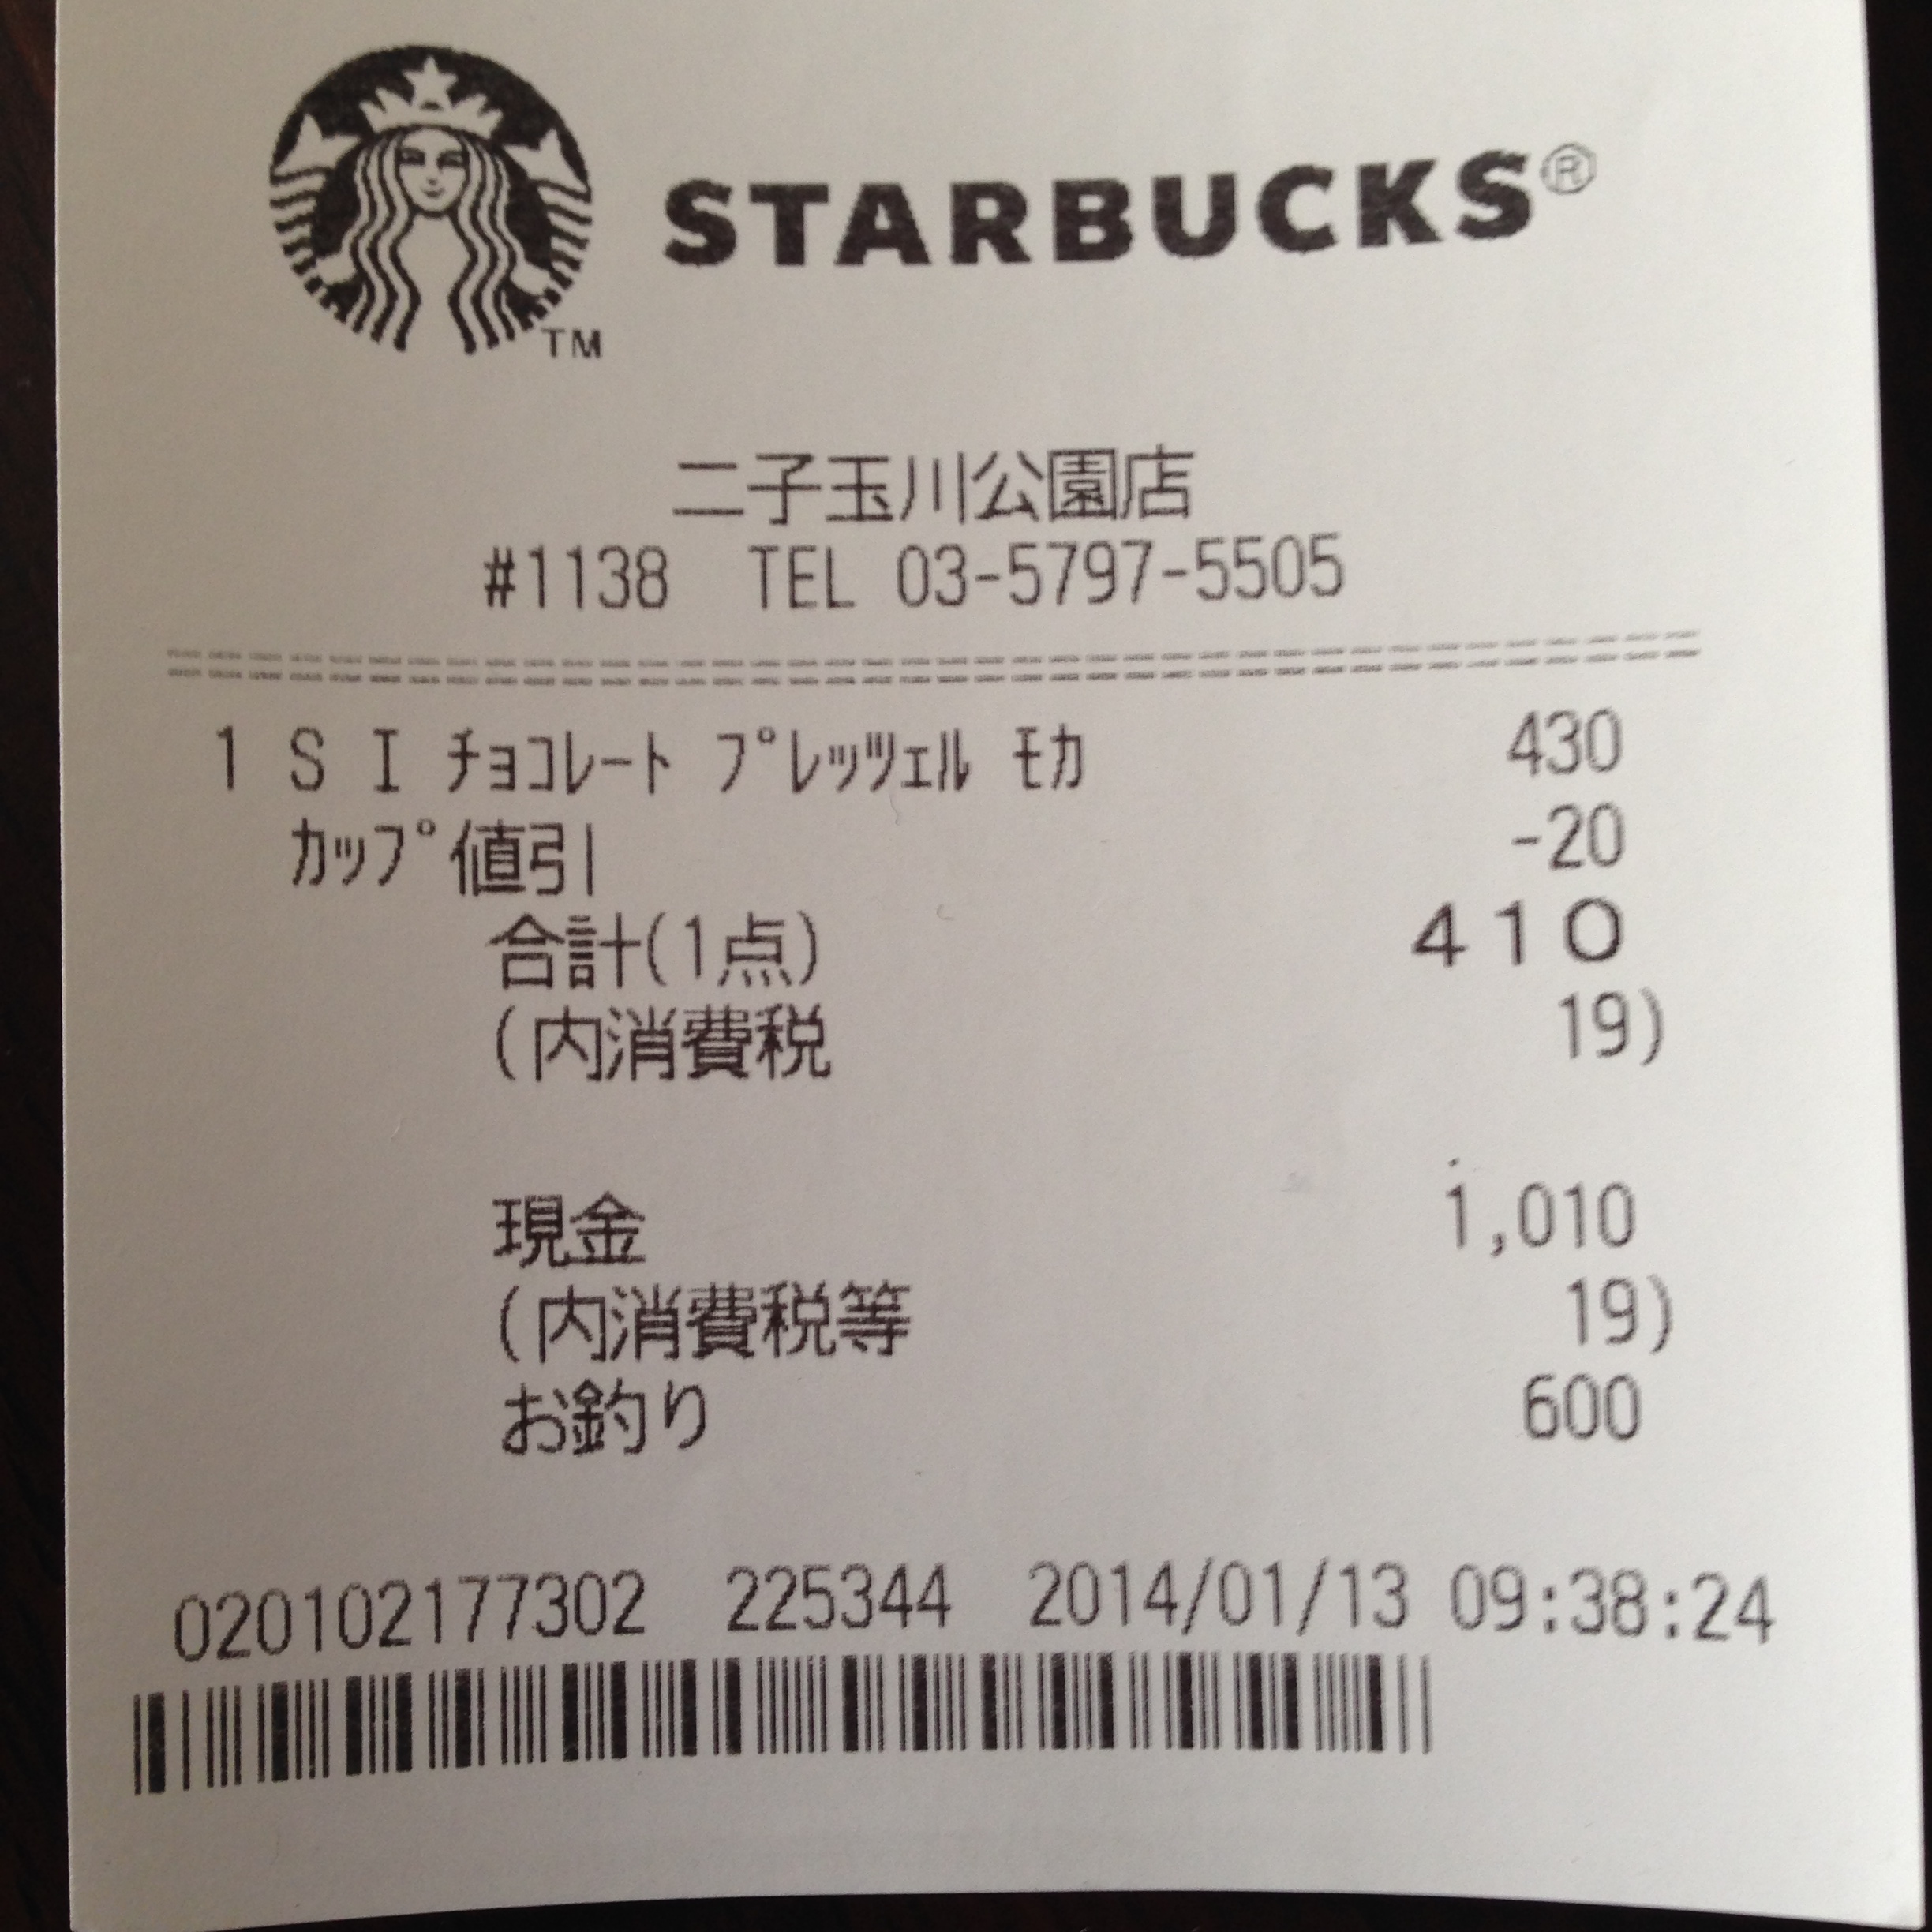 STARBUCKS®
TM
二子玉川公園店
#1138 TEL 03-5797-5505
1 S I ﾁｮｺﾚｰﾄ ﾌﾟﾚｯﾂｪﾙ ﾓｶ 430
ｶｯﾌﾟ値引 -20
合計(1点) 410
(内消費税 19)
現金 1,010
(内消費税等 19)
お釣り 600
020102177302 225344 2014/01/13 09:38:24